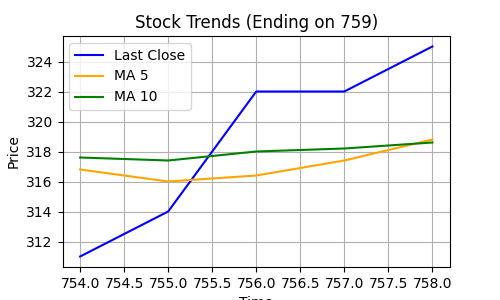 Stock Trends (Ending on 759)
Last Close
MA 5
MA 10
Price
324
322
320
318
316
314
312
754.0 754.5 755.0 755.5 756.0 756.5 757.0 757.5 758.0
Time